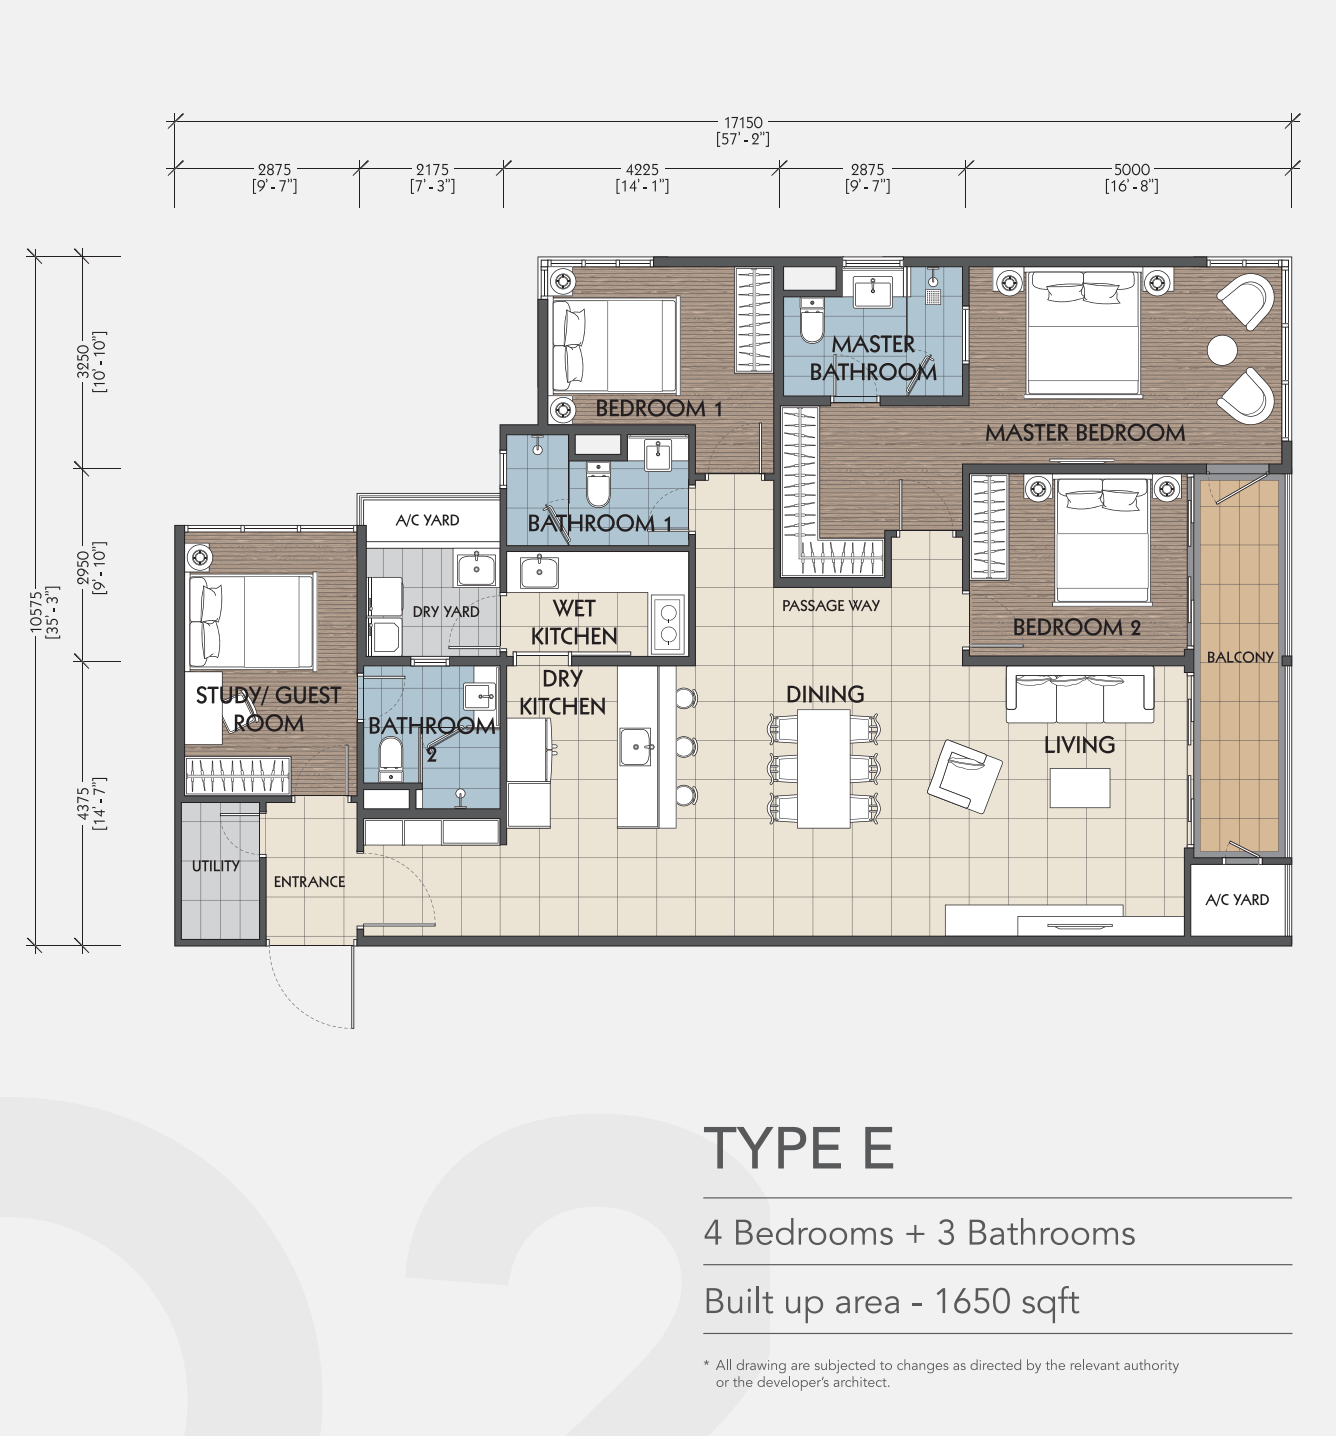 17150
[57' - 2"]
2875
[9' - 7"]
2175
[7' - 3"]
4225
[14' - 1"]
2875
[9' - 7"]
5000
[16' - 8"]
10575
[35' - 3"]
3250
[10' - 10"]
2950
[9' - 10"]
4375
[14' - 7"]
MASTER
BATHROOM
BEDROOM 1
MASTER BEDROOM
A/C YARD
BATHROOM 1
DRY YARD
WET
KITCHEN
PASSAGE WAY
BEDROOM 2
BALCONY
STUDY/ GUEST
ROOM
BATHROOM
2
DRY
KITCHEN
DINING
LIVING
UTILITY
ENTRANCE
A/C YARD
02
TYPE E
4 Bedrooms + 3 Bathrooms
Built up area - 1650 sqft
* All drawing are subjected to changes as directed by the relevant authority
or the developer's architect.